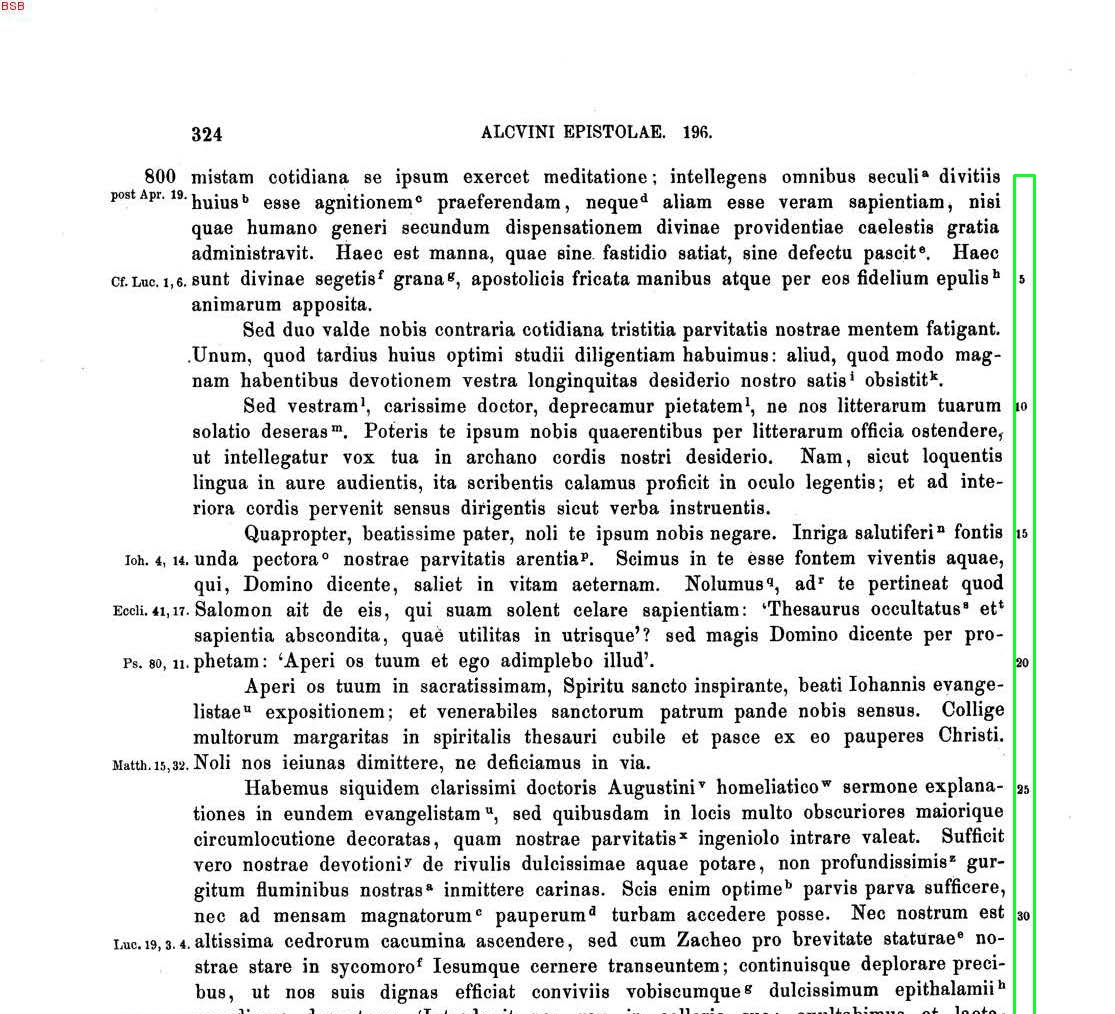 BSB
324 ALCVINI EPISTOLAE. 196.
800 mistam cotidiana se ipsum exercet meditatione; intellegens omnibus seculi a divitiis
post Apr. 19. huius b esse agnitionem c praeferendam, neque d aliam esse veram sapientiam, nisi
quae humano generi secundum dispensationem divinae providentiae caelestis gratia
administravit. Haec est manna, quae sine fastidio satiat, sine defectu pascit e. Haec
Cf. Luc. 1, 6. sunt divinae segetis f grana g, apostolicis fricata manibus atque per eos fidelium epulis h 5
animarum apposita.
Sed duo valde nobis contraria cotidiana tristitia parvitatis nostrae mentem fatigant.
Unum, quod tardius huius optimi studii diligentiam habuimus: aliud, quod modo mag-
nam habentibus devotionem vestra longinquitas desiderio nostro satis i obsistit k.
Sed vestram l, carissime doctor, deprecamur pietatem l, ne nos litterarum tuarum 10
solatio deseras m. Poteris te ipsum nobis quaerentibus per litterarum officia ostendere,
ut intellegatur vox tua in archano cordis nostri desiderio. Nam, sicut loquentis
lingua in aure audientis, ita scribentis calamus proficit in oculo legentis; et ad inte-
riora cordis pervenit sensus dirigentis sicut verba instruentis.
Quapropter, beatissime pater, noli te ipsum nobis negare. Inriga salutiferi n fontis 15
Ioh. 4, 14. unda pectora o nostrae parvitatis arentia p. Scimus in te esse fontem viventis aquae,
qui, Domino dicente, saliet in vitam aeternam. Nolumus q, ad r te pertineat quod
Eccli. 41, 17. Salomon ait de eis, qui suam solent celare sapientiam: ‘Thesaurus occultatus s et t
sapientia abscondita, quae utilitas in utrisque’? sed magis Domino dicente per pro-
Ps. 80, 11. phetam: ‘Aperi os tuum et ego adimplebo illud’. 20
Aperi os tuum in sacratissimam, Spiritu sancto inspirante, beati Iohannis evange-
listae u expositionem; et venerabiles sanctorum patrum pande nobis sensus. Collige
multorum margaritas in spiritalis thesauri cubile et pasce ex eo pauperes Christi.
Matth. 15, 32. Noli nos ieiunas dimittere, ne deficiamus in via.
Habemus siquidem clarissimi doctoris Augustini v homeliatico w sermone explana- 25
tiones in eundem evangelistam u, sed quibusdam in locis multo obscuriores maiorique
circumlocutione decoratas, quam nostrae parvitatis x ingeniolo intrare valeat. Sufficit
vero nostrae devotioni y de rivulis dulcissimae aquae potare, non profundissimis z gur-
gitum fluminibus nostras a inmittere carinas. Scis enim optime b parvis parva sufficere,
nec ad mensam magnatorum c pauperum d turbam accedere posse. Nec nostrum est 30
Luc. 19, 3. 4. altissima cedrorum cacumina ascendere, sed cum Zacheo pro brevitate staturae e no-
strae stare in sycomoro f Iesumque cernere transeuntem; continuisque deplorare preci-
bus, ut nos suis dignas efficiat conviviis vobiscumque g dulcissimum epithalamii h